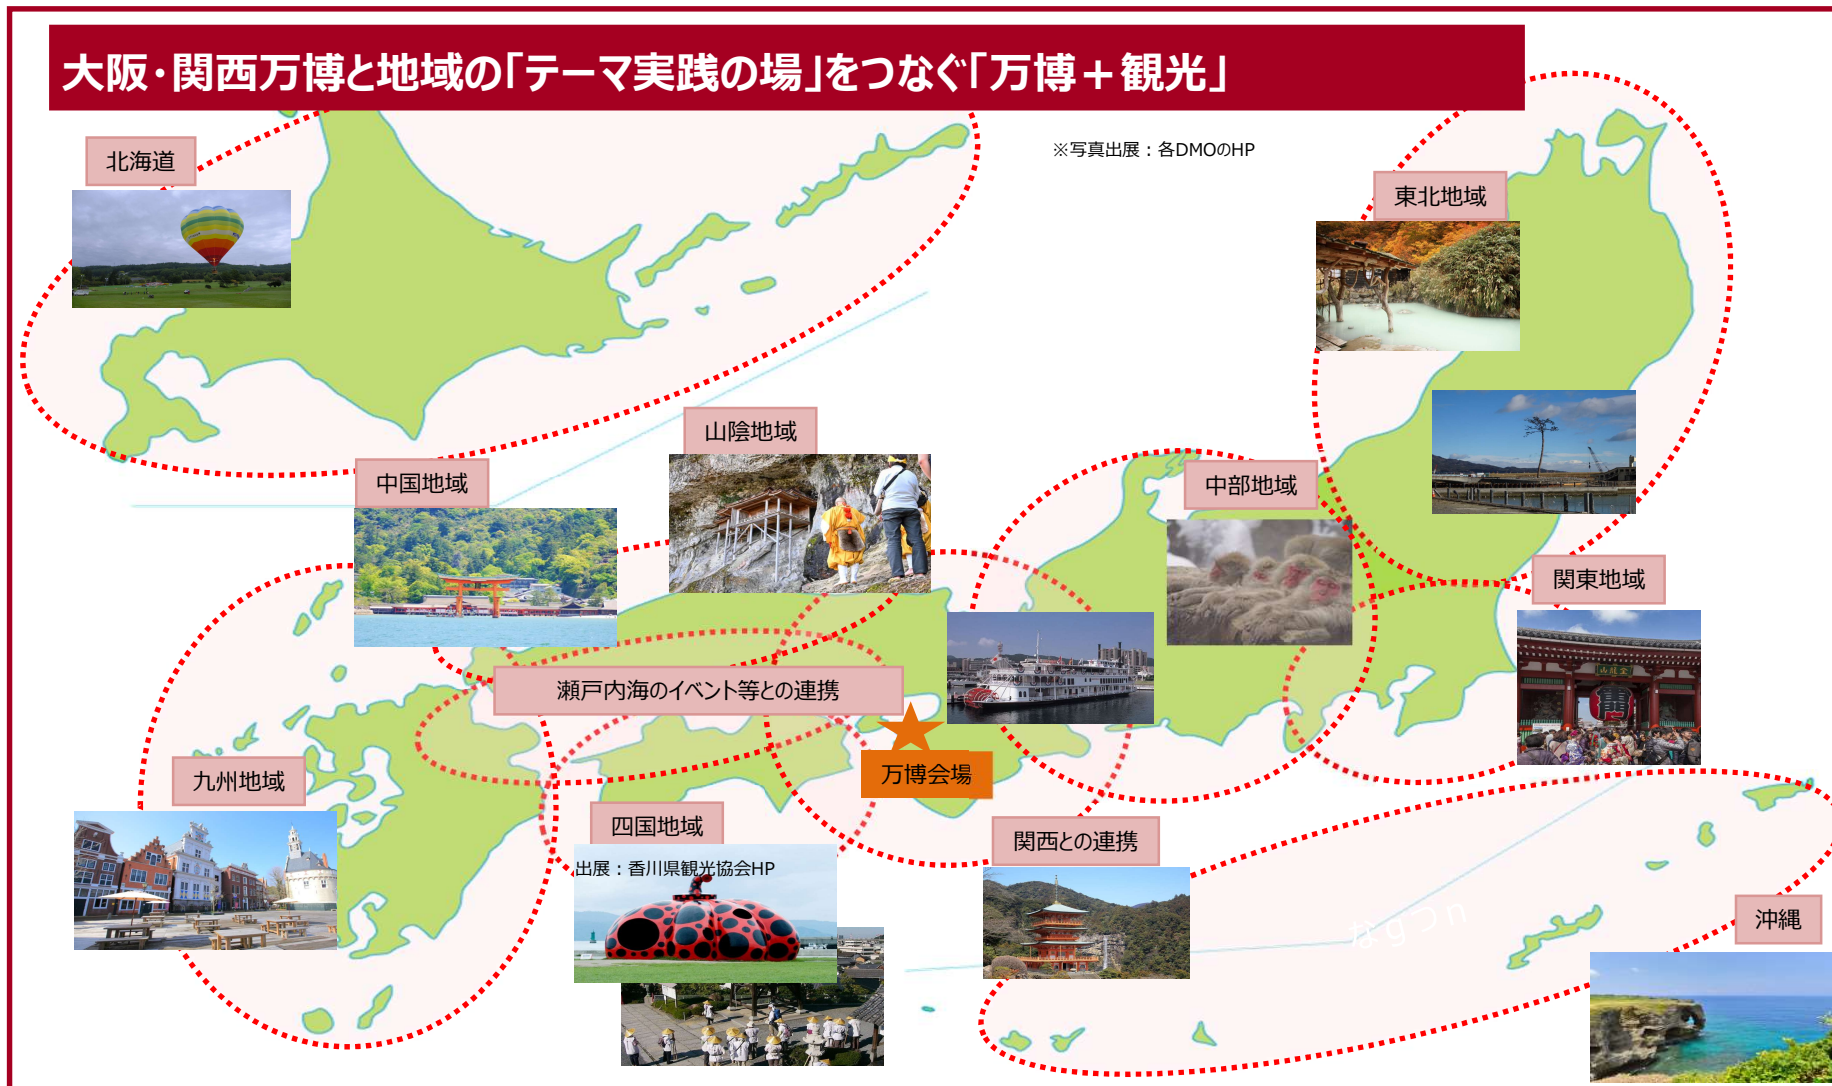 大阪・関西万博と地域の「テーマ実践の場」をつなぐ「万博＋観光」
※写真出展：各DMOのHP
北海道
東北地域
山陰地域
中国地域
中部地域
関東地域
瀬戸内海のイベント等との連携
万博会場
九州地域
四国地域
出展：香川県観光協会HP
関西との連携
なgつn
沖縄